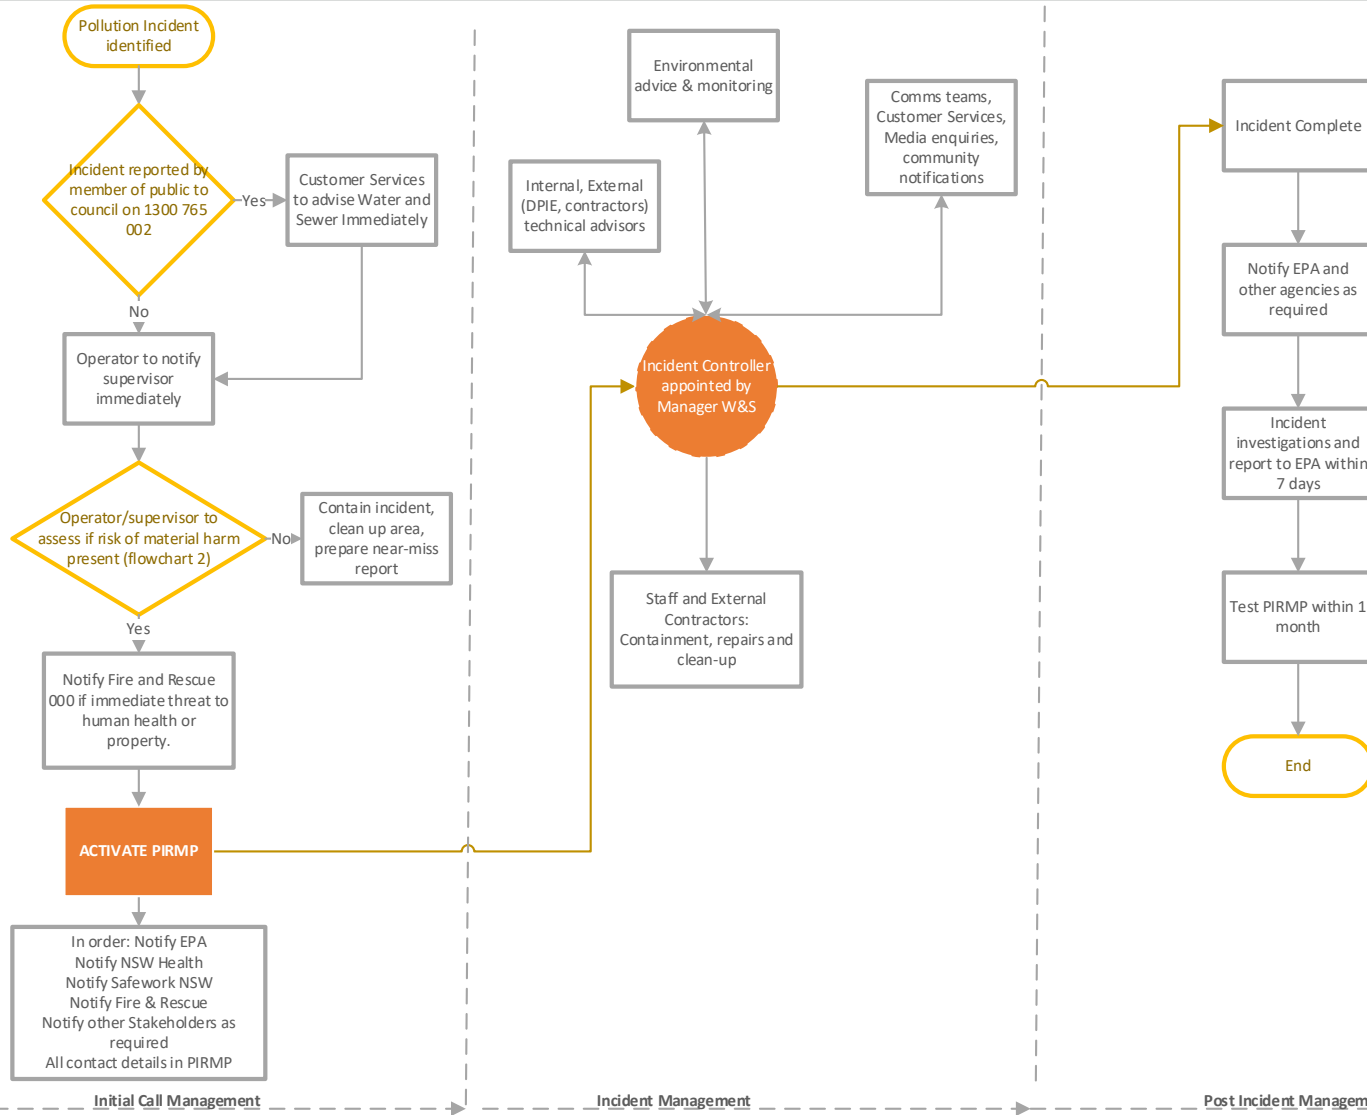 Pollution Incident
identified
Incident reported by
member of public to
council on 1300 765
002
Yes
Customer Services
to advise Water and
Sewer Immediately
No
Operator to notify
supervisor
immediately
Operator/supervisor to
assess if risk of material harm
present (flowchart 2)
No
Contain incident,
clean up area,
prepare near-miss
report
Yes
Notify Fire and Rescue
000 if immediate threat to
human health or
property.
ACTIVATE PIRMP
In order: Notify EPA
Notify NSW Health
Notify Safework NSW
Notify Fire & Rescue
Notify other Stakeholders as
required
All contact details in PIRMP
Initial Call Management
Environmental
advice & monitoring
Internal, External
(DPIE, contractors)
technical advisors
Comms teams,
Customer Services,
Media enquiries,
community
notifications
Incident Controller
appointed by
Manager W&S
Staff and External
Contractors:
Containment, repairs and
clean-up
Incident Management
Incident Complete
Notify EPA and
other agencies as
required
Incident
investigations and
report to EPA within
7 days
Test PIRMP within 1
month
End
Post Incident Managem